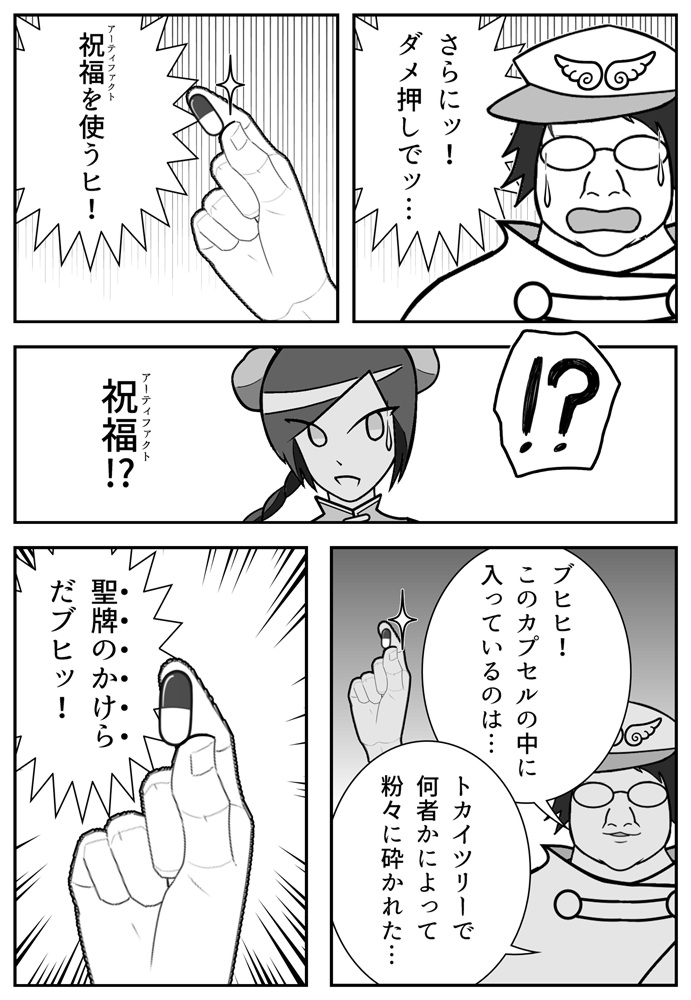 さらにッ！
ダメ押しでッ…
祝福を使うヒ！
アーティファクト
!?
祝福!?
アーティファクト
ブヒヒ！
このカプセルの中に
入っているのは…
トカイツリーで
何者かによって
粉々に砕かれた…
聖牌のかけら
だブヒッ！